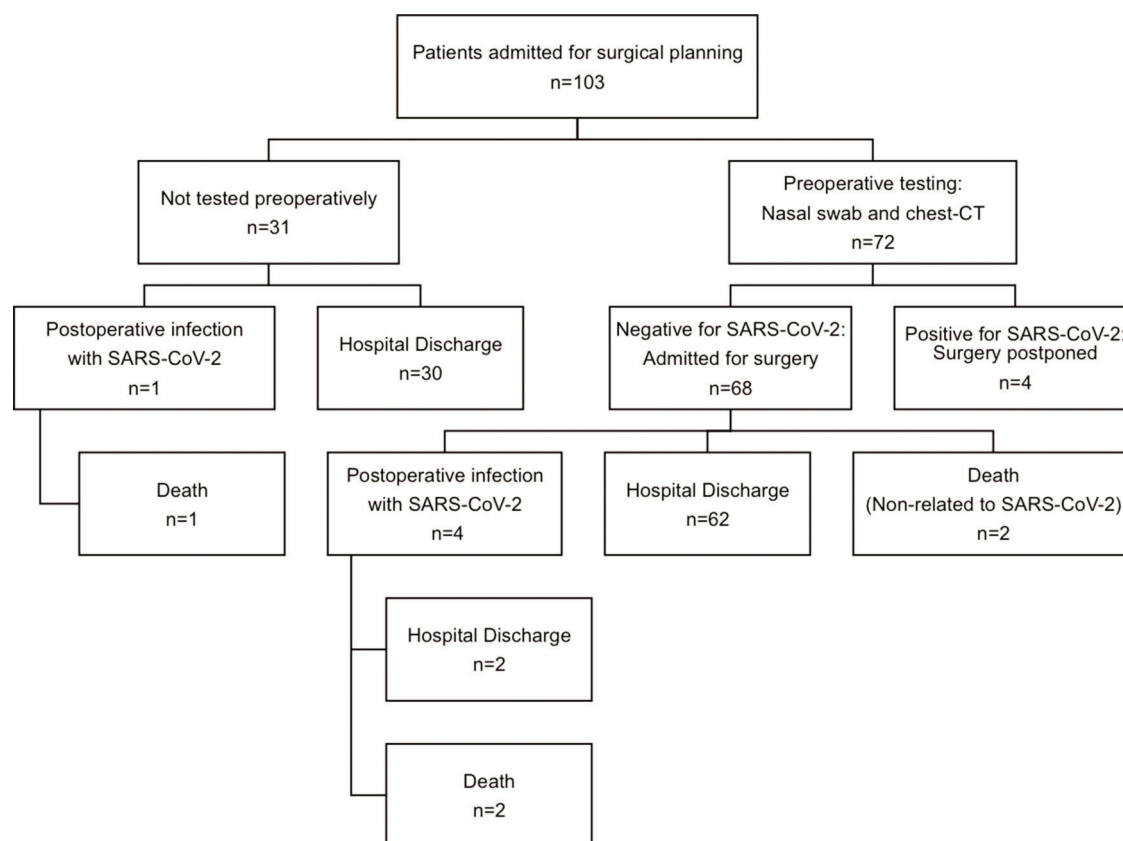 Patients admitted for surgical planning
n=103
Not tested preoperatively
n=31
Preoperative testing:
Nasal swab and chest-CT
n=72
Postoperative infection
with SARS-CoV-2
n=1
Hospital Discharge
n=30
Negative for SARS-CoV-2:
Admitted for surgery
n=68
Positive for SARS-CoV-2:
Surgery postponed
n=4
Death
n=1
Postoperative infection
with SARS-CoV-2
n=4
Hospital Discharge
n=62
Death
(Non-related to SARS-CoV-2)
n=2
Hospital Discharge
n=2
Death
n=2